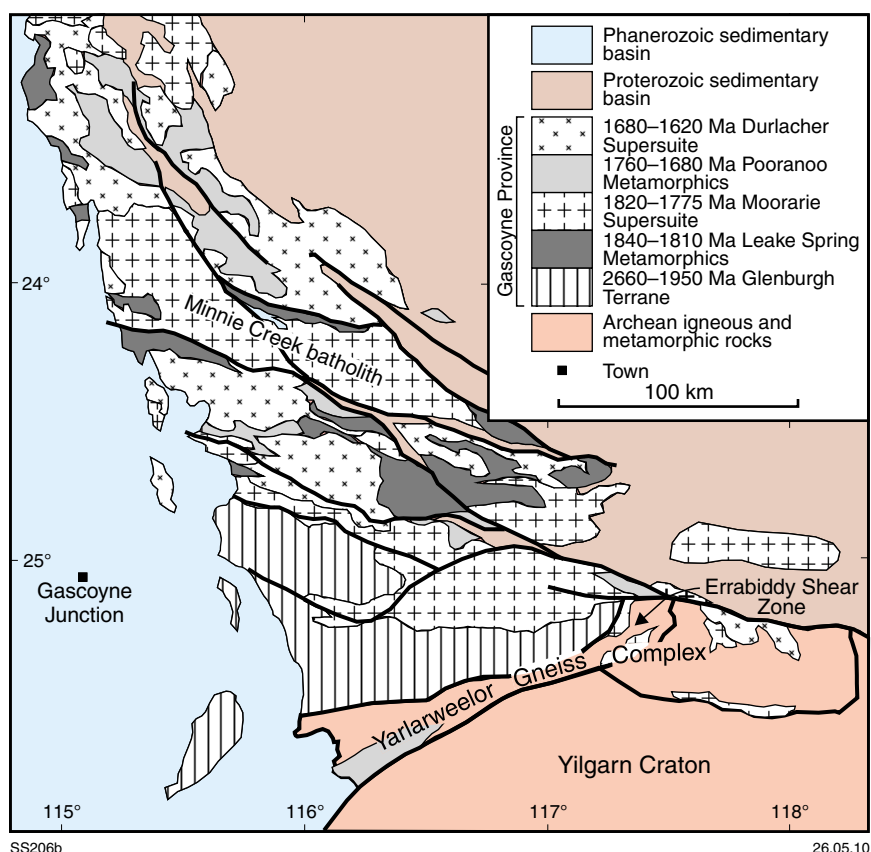 Phanerozoic sedimentary
basin
Proterozoic sedimentary
basin
Gascoyne Province
1680–1620 Ma Durlacher
Supersuite
1760–1680 Ma Pooranoo
Metamorphics
1820–1775 Ma Moorarie
Supersuite
1840–1810 Ma Leake Spring
Metamorphics
2660–1950 Ma Glenburgh
Terrane
Archean igneous and
metamorphic rocks
Town
100 km
24°
Minnie Creek batholith
25°
Gascoyne
Junction
Errabiddy Shear
Zone
Yarlarweelor Gneiss Complex
Yilgarn Craton
115°
116°
117°
118°
SS206b
26.05.10